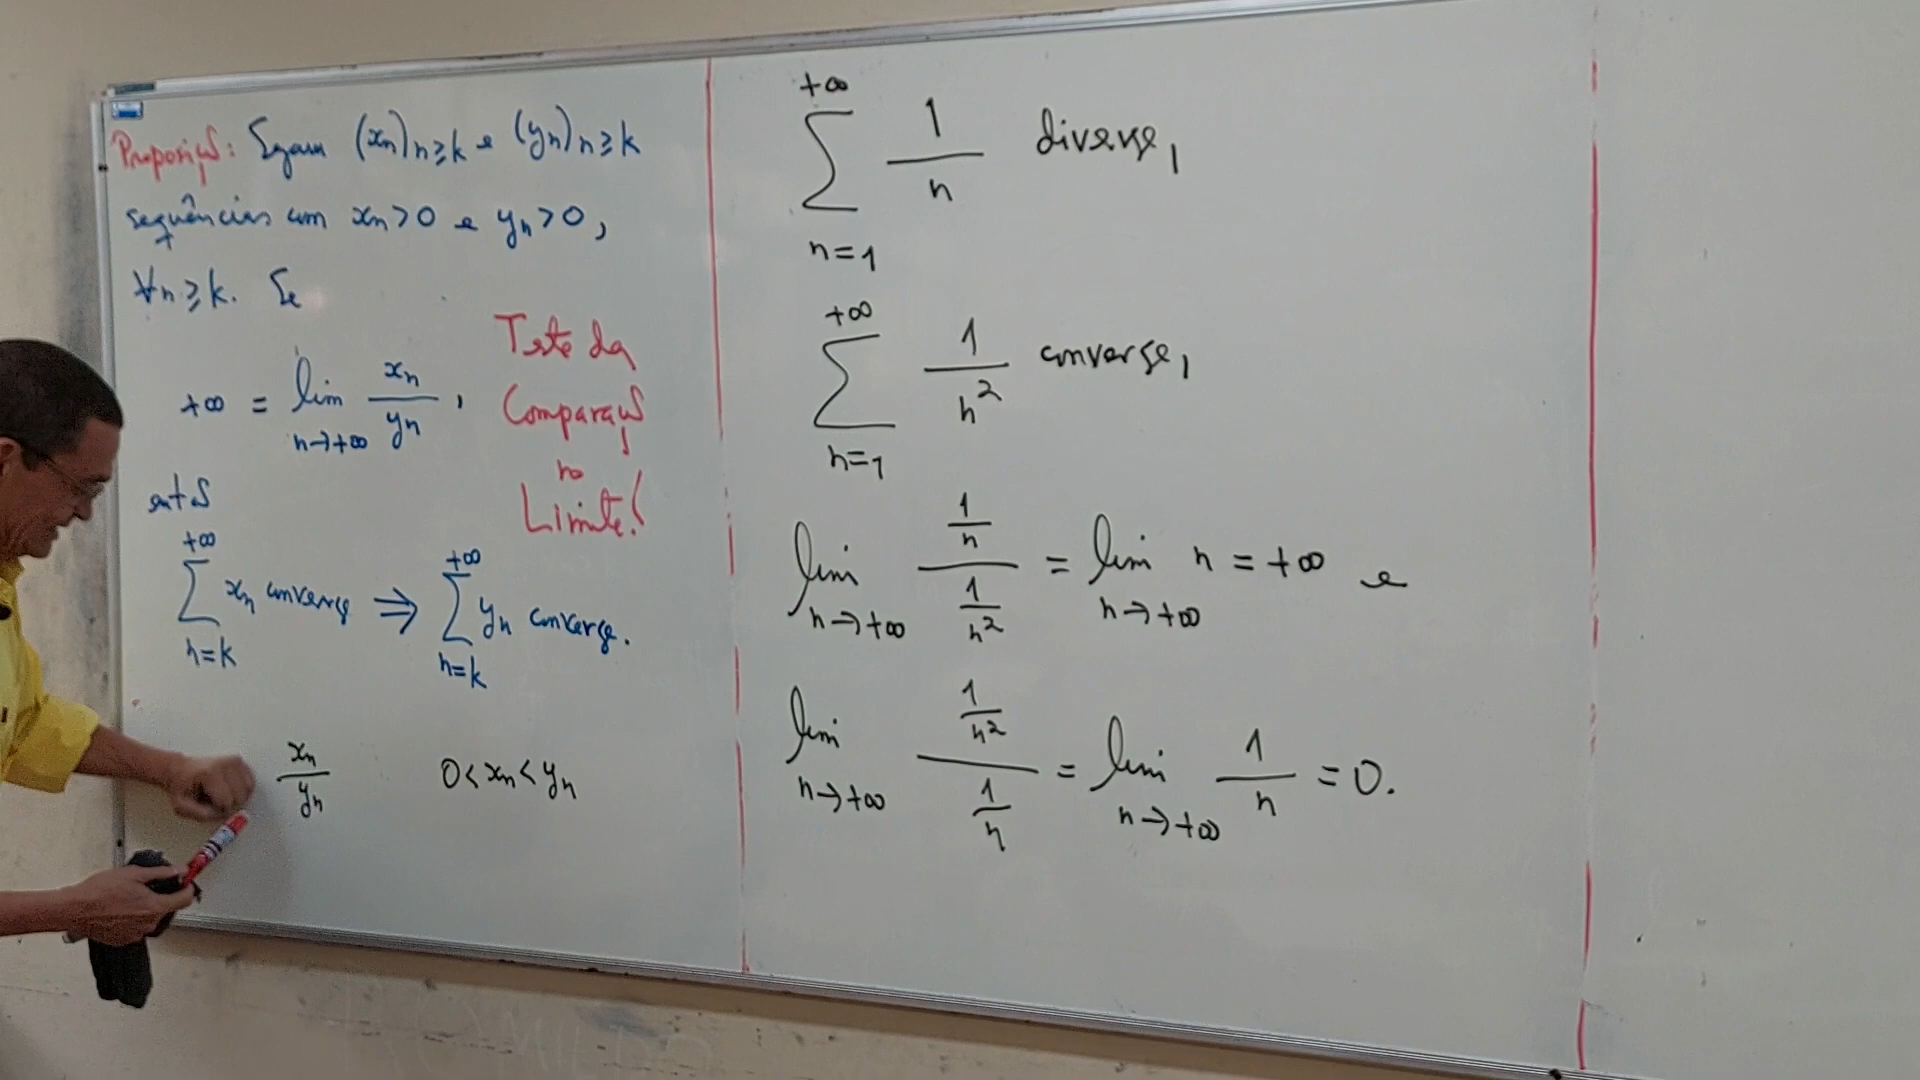 Proposição: Sejam (xn)n≥k e (yn)n≥k
sequências com xn>0 e yn>0,
∀n≥k. Se
+∞ = lim n→+∞ xn/yn,
então
+∞ ∑ n=k xn converge ⇒ +∞ ∑ n=k yn converge.
Teste da
Comparação
no
Limite!
xn/yn 0<xn<yn
+∞ ∑ n=1 1/n diverge,
+∞ ∑ n=1 1/n² converge,
lim n→+∞ (1/n)/(1/n²) = lim n→+∞ n = +∞ e
lim n→+∞ (1/n²)/(1/n) = lim n→+∞ 1/n = 0.